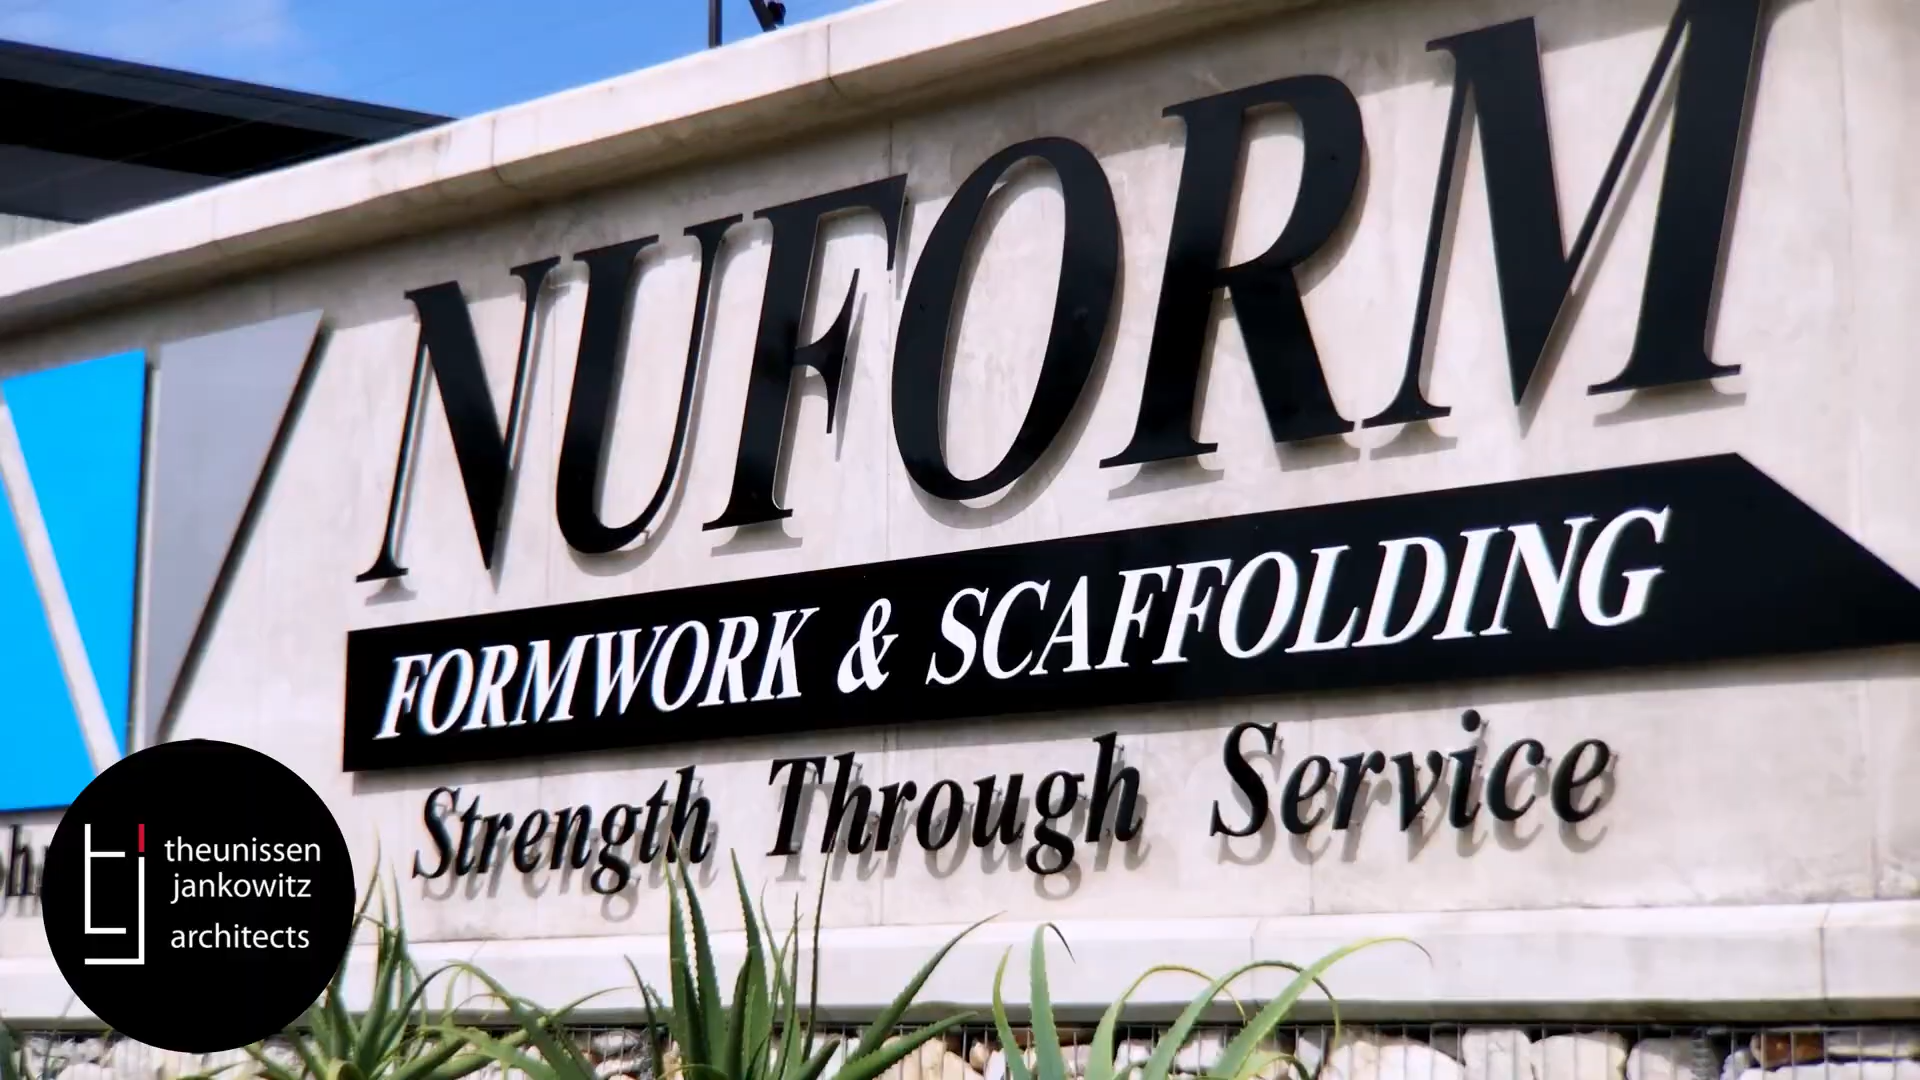 NUFORM
FORMWORK & SCAFFOLDING
Strength Through Service
theunissen
jankowitz
architects